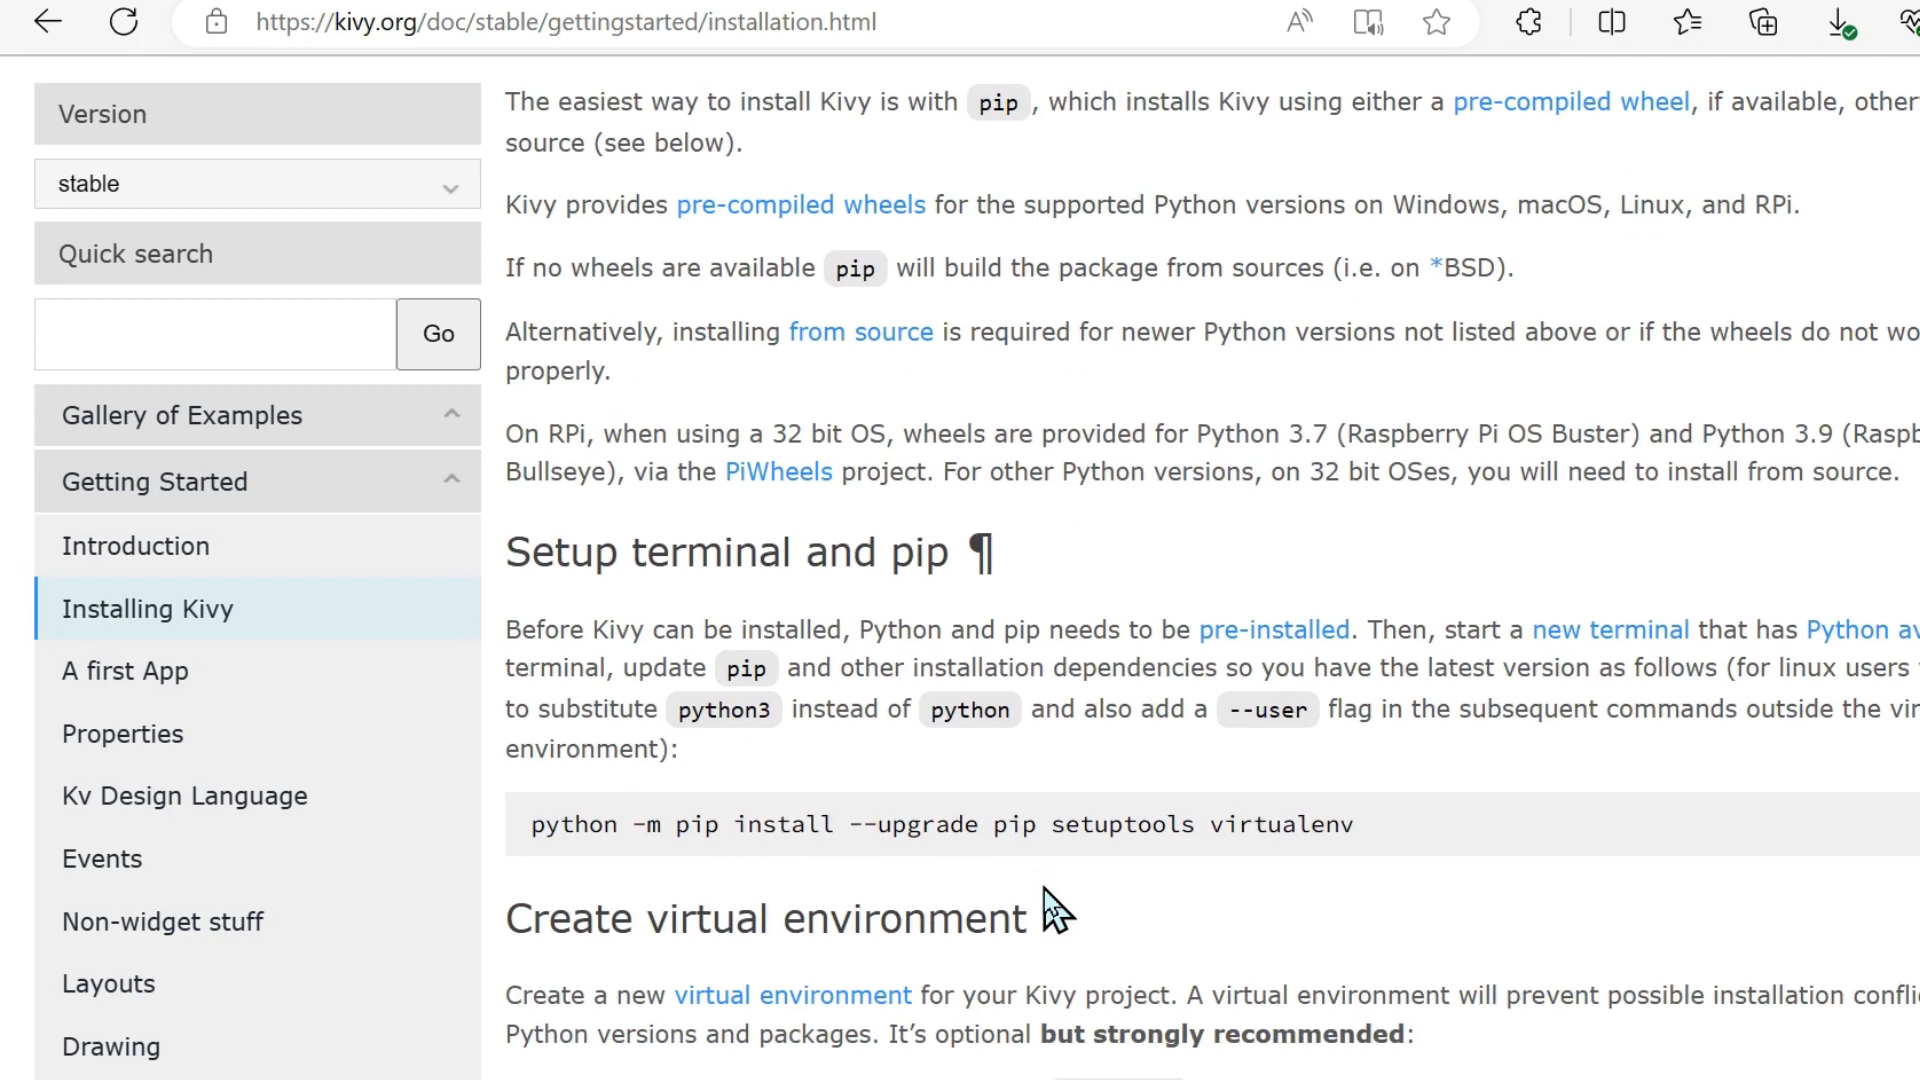 https://kivy.org/doc/stable/gettingstarted/installation.html
Version
stable
Quick search
Go
Gallery of Examples
Getting Started
Introduction
Installing Kivy
A first App
Properties
Kv Design Language
Events
Non-widget stuff
Layouts
Drawing
The easiest way to install Kivy is with pip , which installs Kivy using either a pre-compiled wheel, if available, other
source (see below).
Kivy provides pre-compiled wheels for the supported Python versions on Windows, macOS, Linux, and RPi.
If no wheels are available pip will build the package from sources (i.e. on *BSD).
Alternatively, installing from source is required for newer Python versions not listed above or if the wheels do not wo
properly.
On RPi, when using a 32 bit OS, wheels are provided for Python 3.7 (Raspberry Pi OS Buster) and Python 3.9 (Raspb
Bullseye), via the PiWheels project. For other Python versions, on 32 bit OSes, you will need to install from source.
Setup terminal and pip ¶
Before Kivy can be installed, Python and pip needs to be pre-installed. Then, start a new terminal that has Python av
terminal, update pip and other installation dependencies so you have the latest version as follows (for linux users
to substitute python3 instead of python and also add a --user flag in the subsequent commands outside the vir
environment):
python -m pip install --upgrade pip setuptools virtualenv
Create virtual environment
Create a new virtual environment for your Kivy project. A virtual environment will prevent possible installation confli
Python versions and packages. It’s optional but strongly recommended: